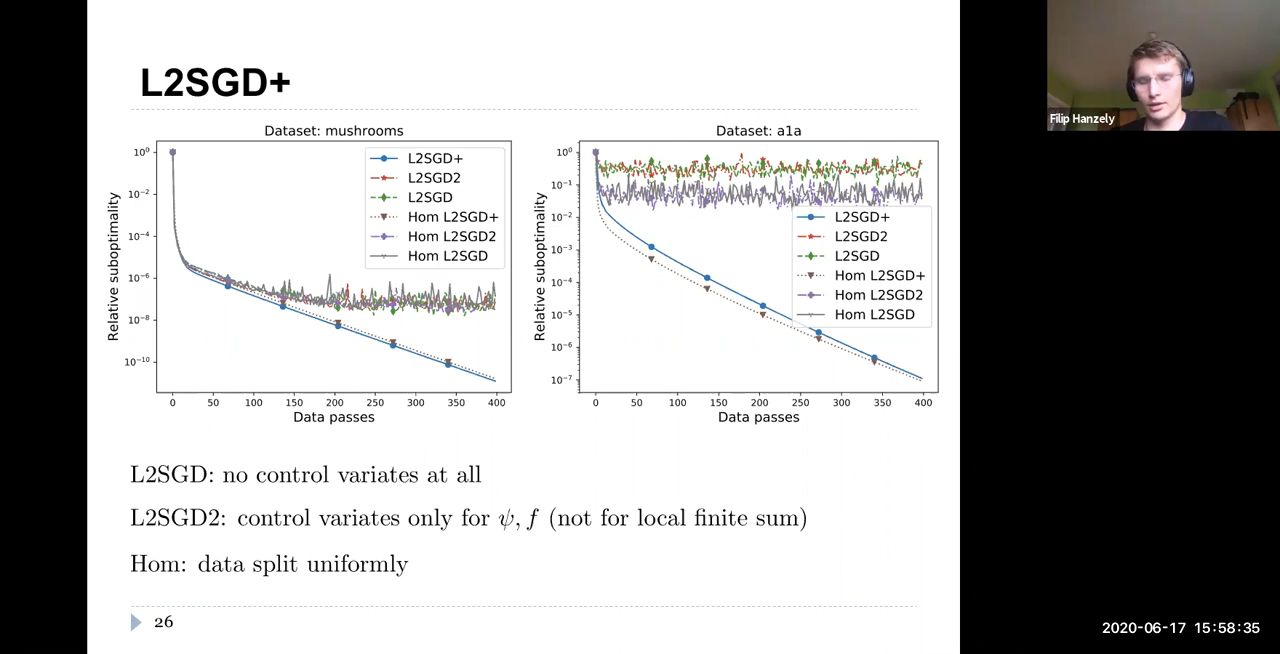 L2SGD+
Dataset: mushrooms
Relative suboptimality
10⁰
10⁻²
10⁻⁴
10⁻⁶
10⁻⁸
10⁻¹⁰
L2SGD+
L2SGD2
L2SGD
Hom L2SGD+
Hom L2SGD2
Hom L2SGD
0 50 100 150 200 250 300 350 400
Data passes
Dataset: a1a
Relative suboptimality
10⁰
10⁻¹
10⁻²
10⁻³
10⁻⁴
10⁻⁵
10⁻⁶
10⁻⁷
L2SGD+
L2SGD2
L2SGD
Hom L2SGD+
Hom L2SGD2
Hom L2SGD
0 50 100 150 200 250 300 350 400
Data passes
L2SGD: no control variates at all
L2SGD2: control variates only for ψ, f (not for local finite sum)
Hom: data split uniformly
26
Filip Hanzely
2020-06-17 15:58:35